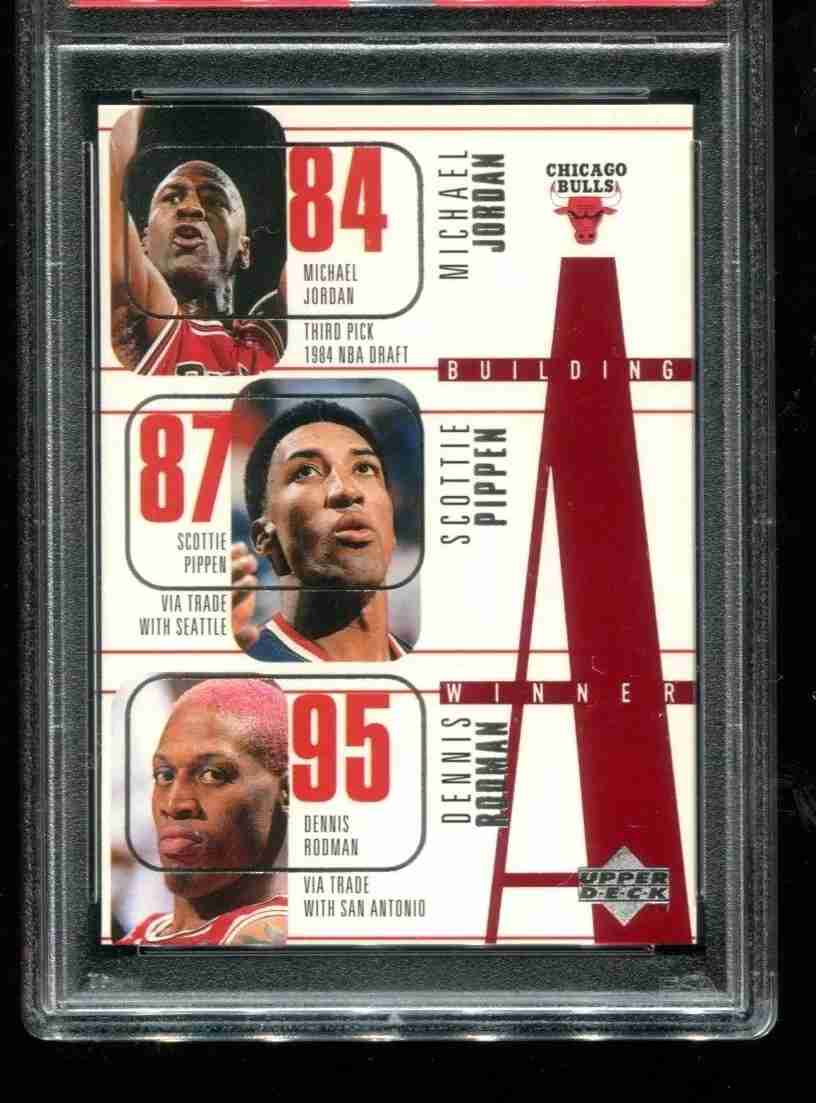 84
MICHAEL
JORDAN
THIRD PICK
1984 NBA DRAFT
MICHAEL
JORDAN
CHICAGO
BULLS
BUILDING
A
87
SCOTTIE
PIPPEN
VIA TRADE
WITH SEATTLE
SCOTTIE
PIPPEN
WINNER
95
DENNIS
RODMAN
VIA TRADE
WITH SAN ANTONIO
DENNIS
RODMAN
UPPER
D·E·C·K